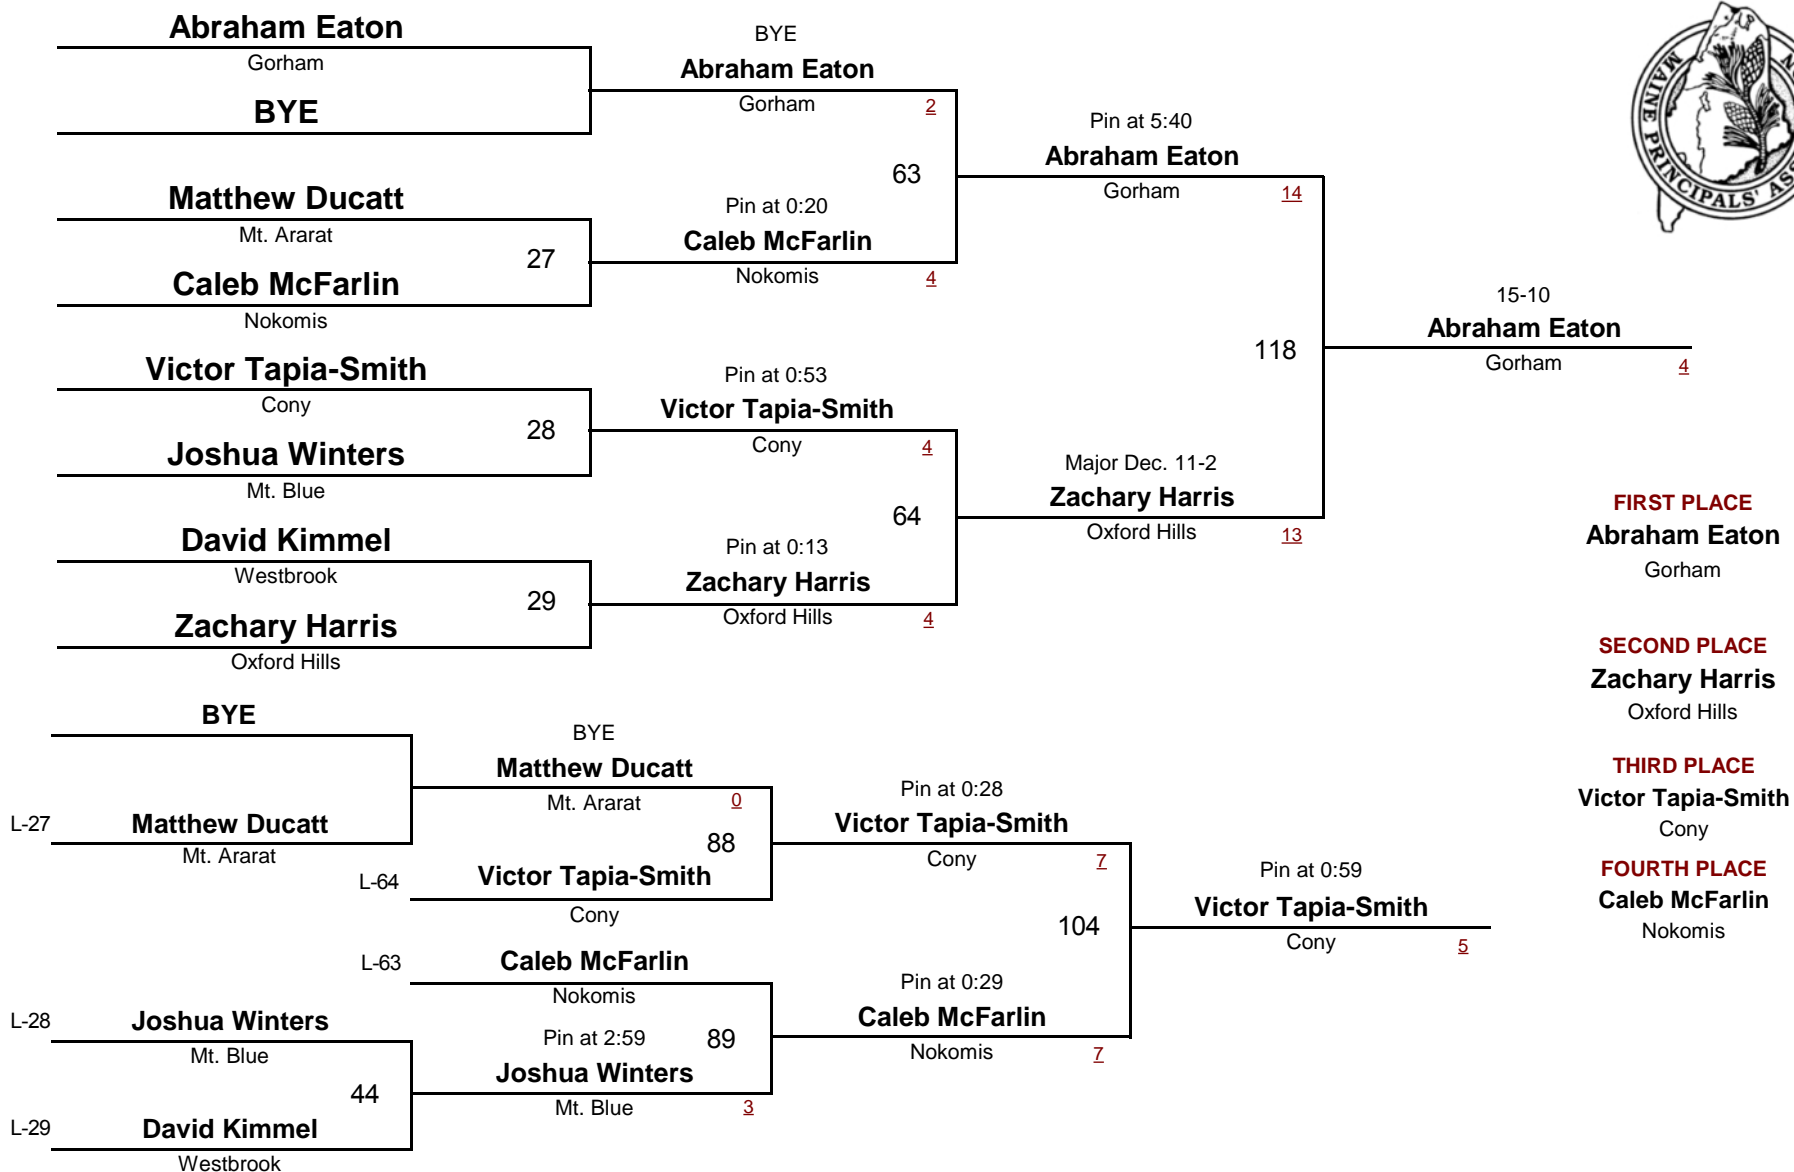 Abraham Eaton
Gorham
BYE
Matthew Ducatt
Mt. Ararat
27
Caleb McFarlin
Nokomis
Victor Tapia-Smith
Cony
28
Joshua Winters
Mt. Blue
David Kimmel
Westbrook
29
Zachary Harris
Oxford Hills
BYE
Abraham Eaton
Gorham 2
63
Pin at 0:20
Caleb McFarlin
Nokomis 4
Pin at 0:53
Victor Tapia-Smith
Cony 4
64
Pin at 0:13
Zachary Harris
Oxford Hills 4
Pin at 5:40
Abraham Eaton
Gorham 14
118
Major Dec. 11-2
Zachary Harris
Oxford Hills 13
15-10
Abraham Eaton
Gorham 4
MAINE PRINCIPALS' ASS
FIRST PLACE
Abraham Eaton
Gorham
SECOND PLACE
Zachary Harris
Oxford Hills
THIRD PLACE
Victor Tapia-Smith
Cony
FOURTH PLACE
Caleb McFarlin
Nokomis
BYE
L-27 Matthew Ducatt
Mt. Ararat
L-28 Joshua Winters
Mt. Blue
44
L-29 David Kimmel
Westbrook
BYE
Matthew Ducatt
Mt. Ararat 0
88
L-64 Victor Tapia-Smith
Cony
L-63 Caleb McFarlin
Nokomis
Pin at 2:59 89
Joshua Winters
Mt. Blue 3
Pin at 0:28
Victor Tapia-Smith
Cony 7
104
Pin at 0:29
Caleb McFarlin
Nokomis 7
Pin at 0:59
Victor Tapia-Smith
Cony 5